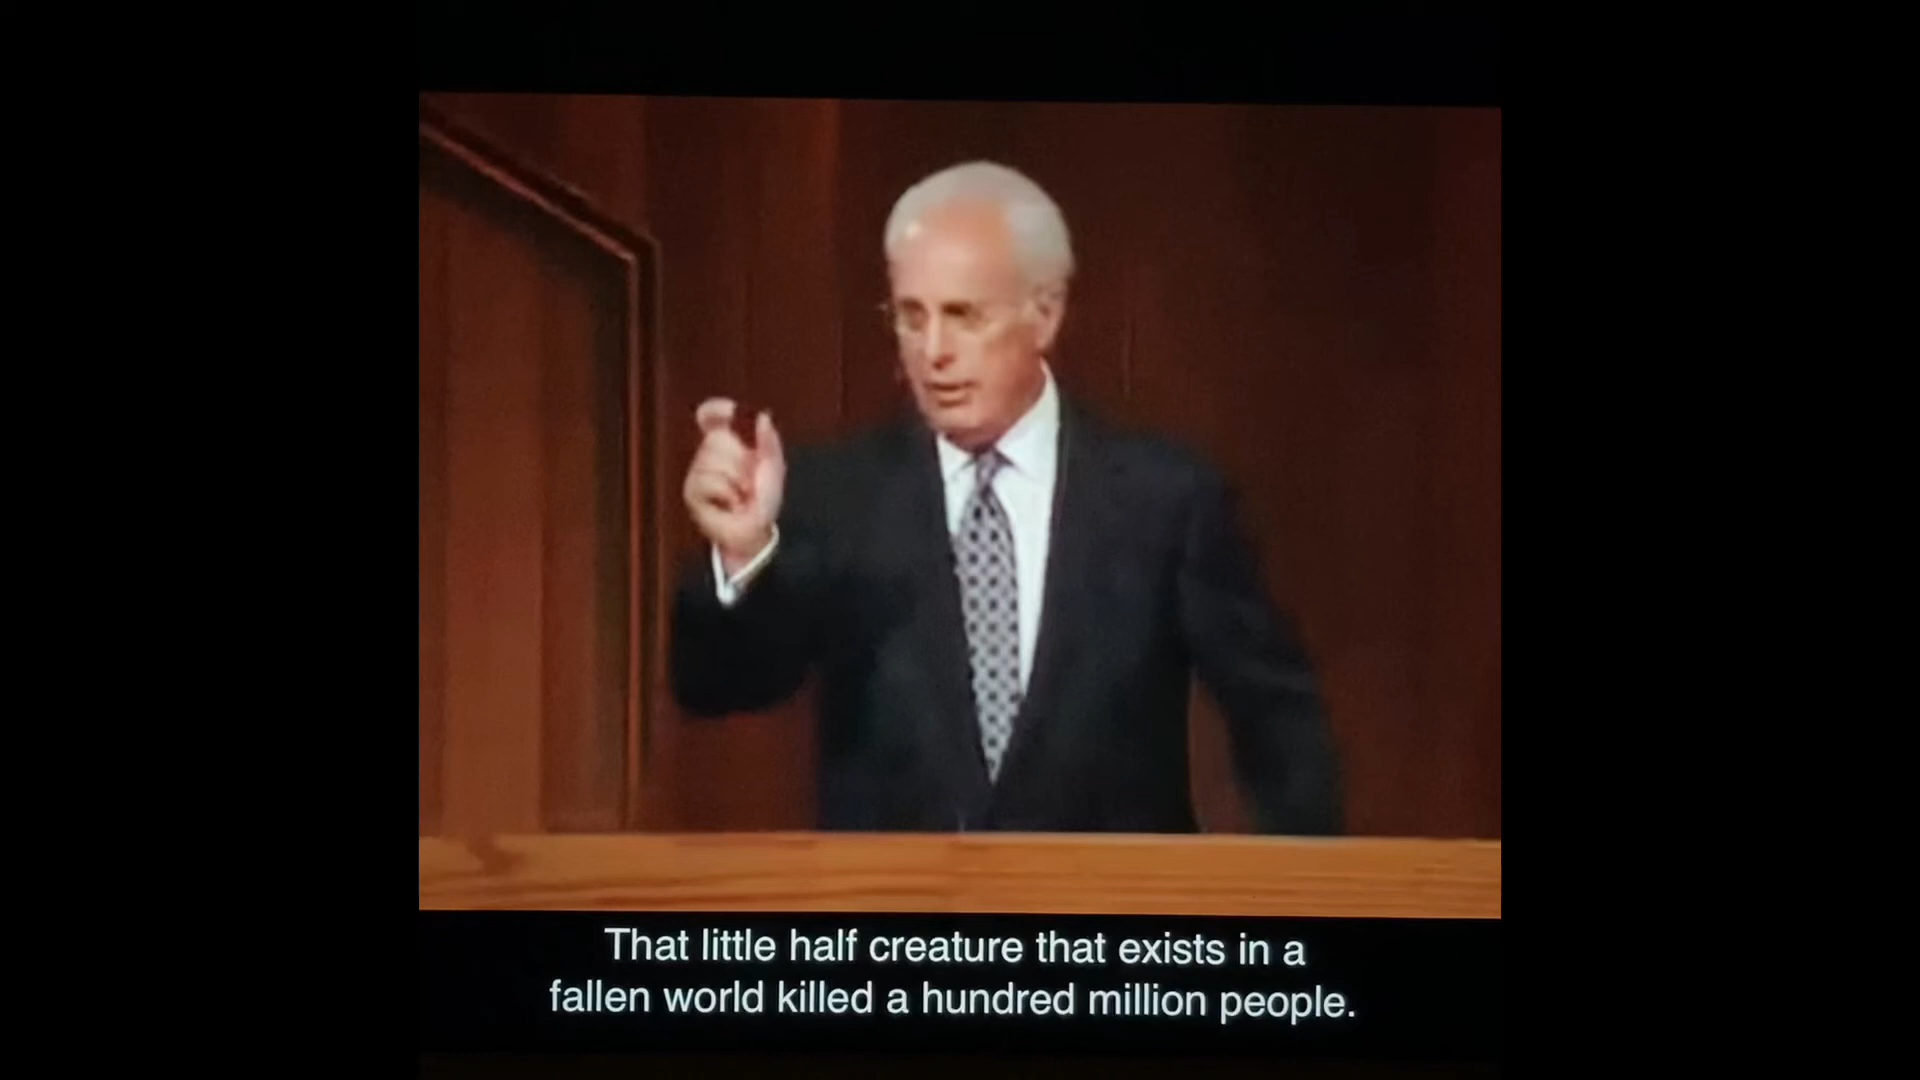 That little half creature that exists in a
fallen world killed a hundred million people.